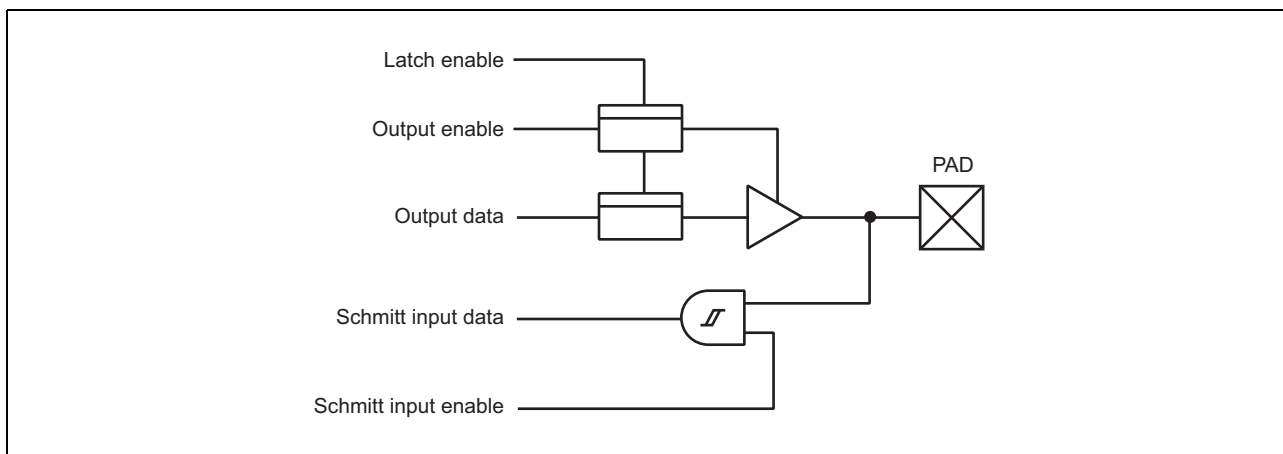 Latch enable
Output enable
PAD
Output data
Schmitt input data
Schmitt input enable